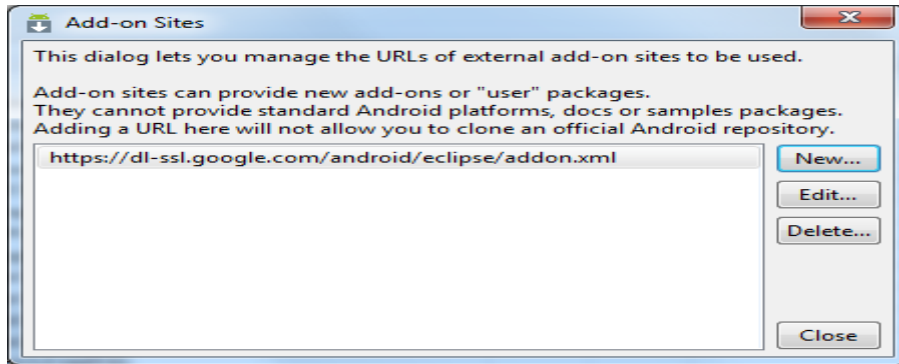 Add-on Sites
This dialog lets you manage the URLs of external add-on sites to be used.
Add-on sites can provide new add-ons or "user" packages.
They cannot provide standard Android platforms, docs or samples packages.
Adding a URL here will not allow you to clone an official Android repository.
https://dl-ssl.google.com/android/eclipse/addon.xml
New...
Edit...
Delete...
Close